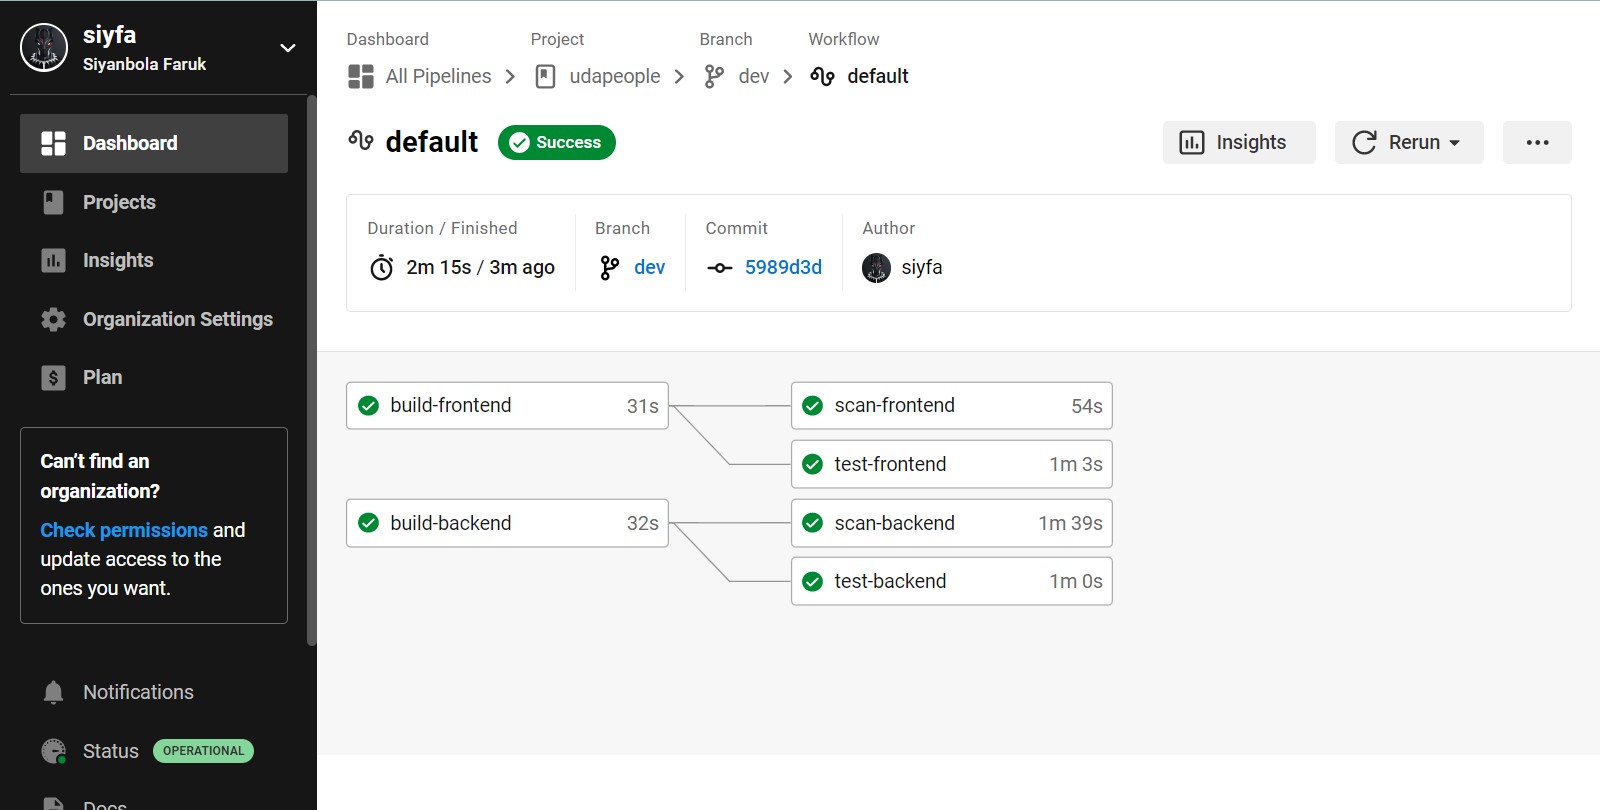 siyfa
Siyanbola Faruk
Dashboard
Projects
Insights
Organization Settings
Plan
Can't find an
organization?
Check permissions and
update access to the
ones you want.
Notifications
Status OPERATIONAL
Docs
Dashboard Project Branch Workflow
All Pipelines udapeople dev default
default Success Insights Rerun
Duration / Finished Branch Commit Author
2m 15s / 3m ago dev 5989d3d siyfa
build-frontend 31s scan-frontend 54s
test-frontend 1m 3s
build-backend 32s scan-backend 1m 39s
test-backend 1m 0s